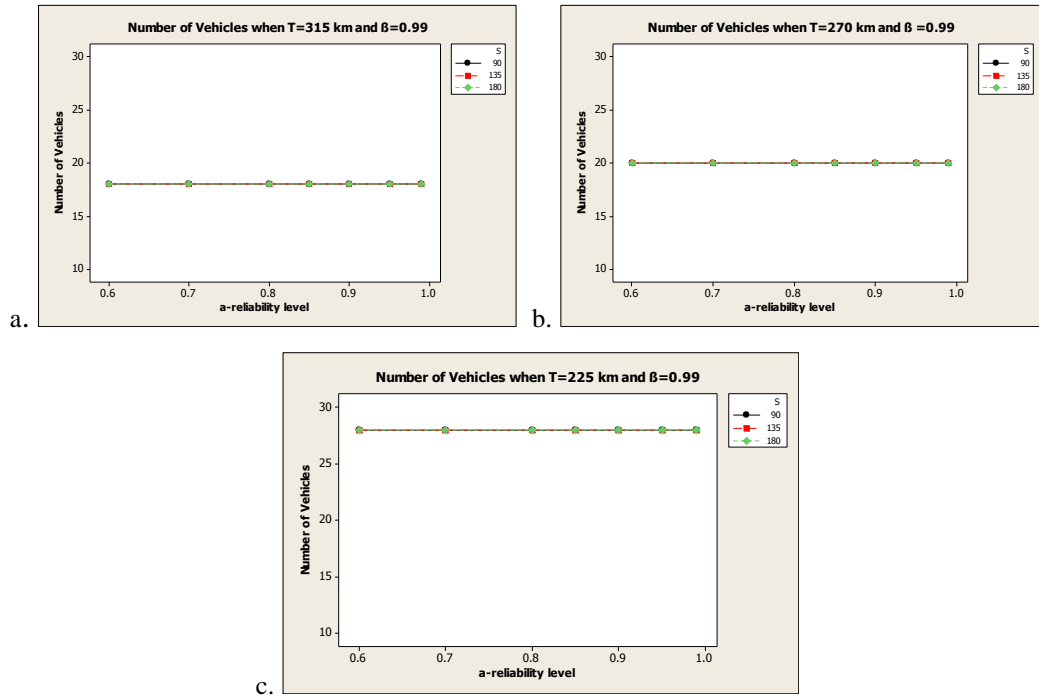 Number of Vehicles when T=315 km and ß=0.99
Number of Vehicles
30
25
20
15
10
0.6 0.7 0.8 0.9 1.0
a-reliability level
S
90
135
180
a.
Number of Vehicles when T=270 km and ß =0.99
Number of Vehicles
30
25
20
15
10
0.6 0.7 0.8 0.9 1.0
a-reliability level
S
90
135
180
b.
Number of Vehicles when T=225 km and ß=0.99
Number of Vehicles
30
25
20
15
10
0.6 0.7 0.8 0.9 1.0
a-reliability level
S
90
135
180
c.